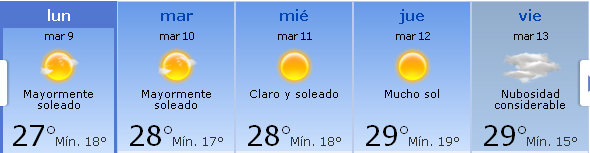 lun
mar 9
Mayormente
soleado
27° Mín. 18°
mar
mar 10
Mayormente
soleado
28° Mín. 17°
mié
mar 11
Claro y soleado
28° Mín. 18°
jue
mar 12
Mucho sol
29° Mín. 19°
vie
mar 13
Nubosidad
considerable
29° Mín. 15°